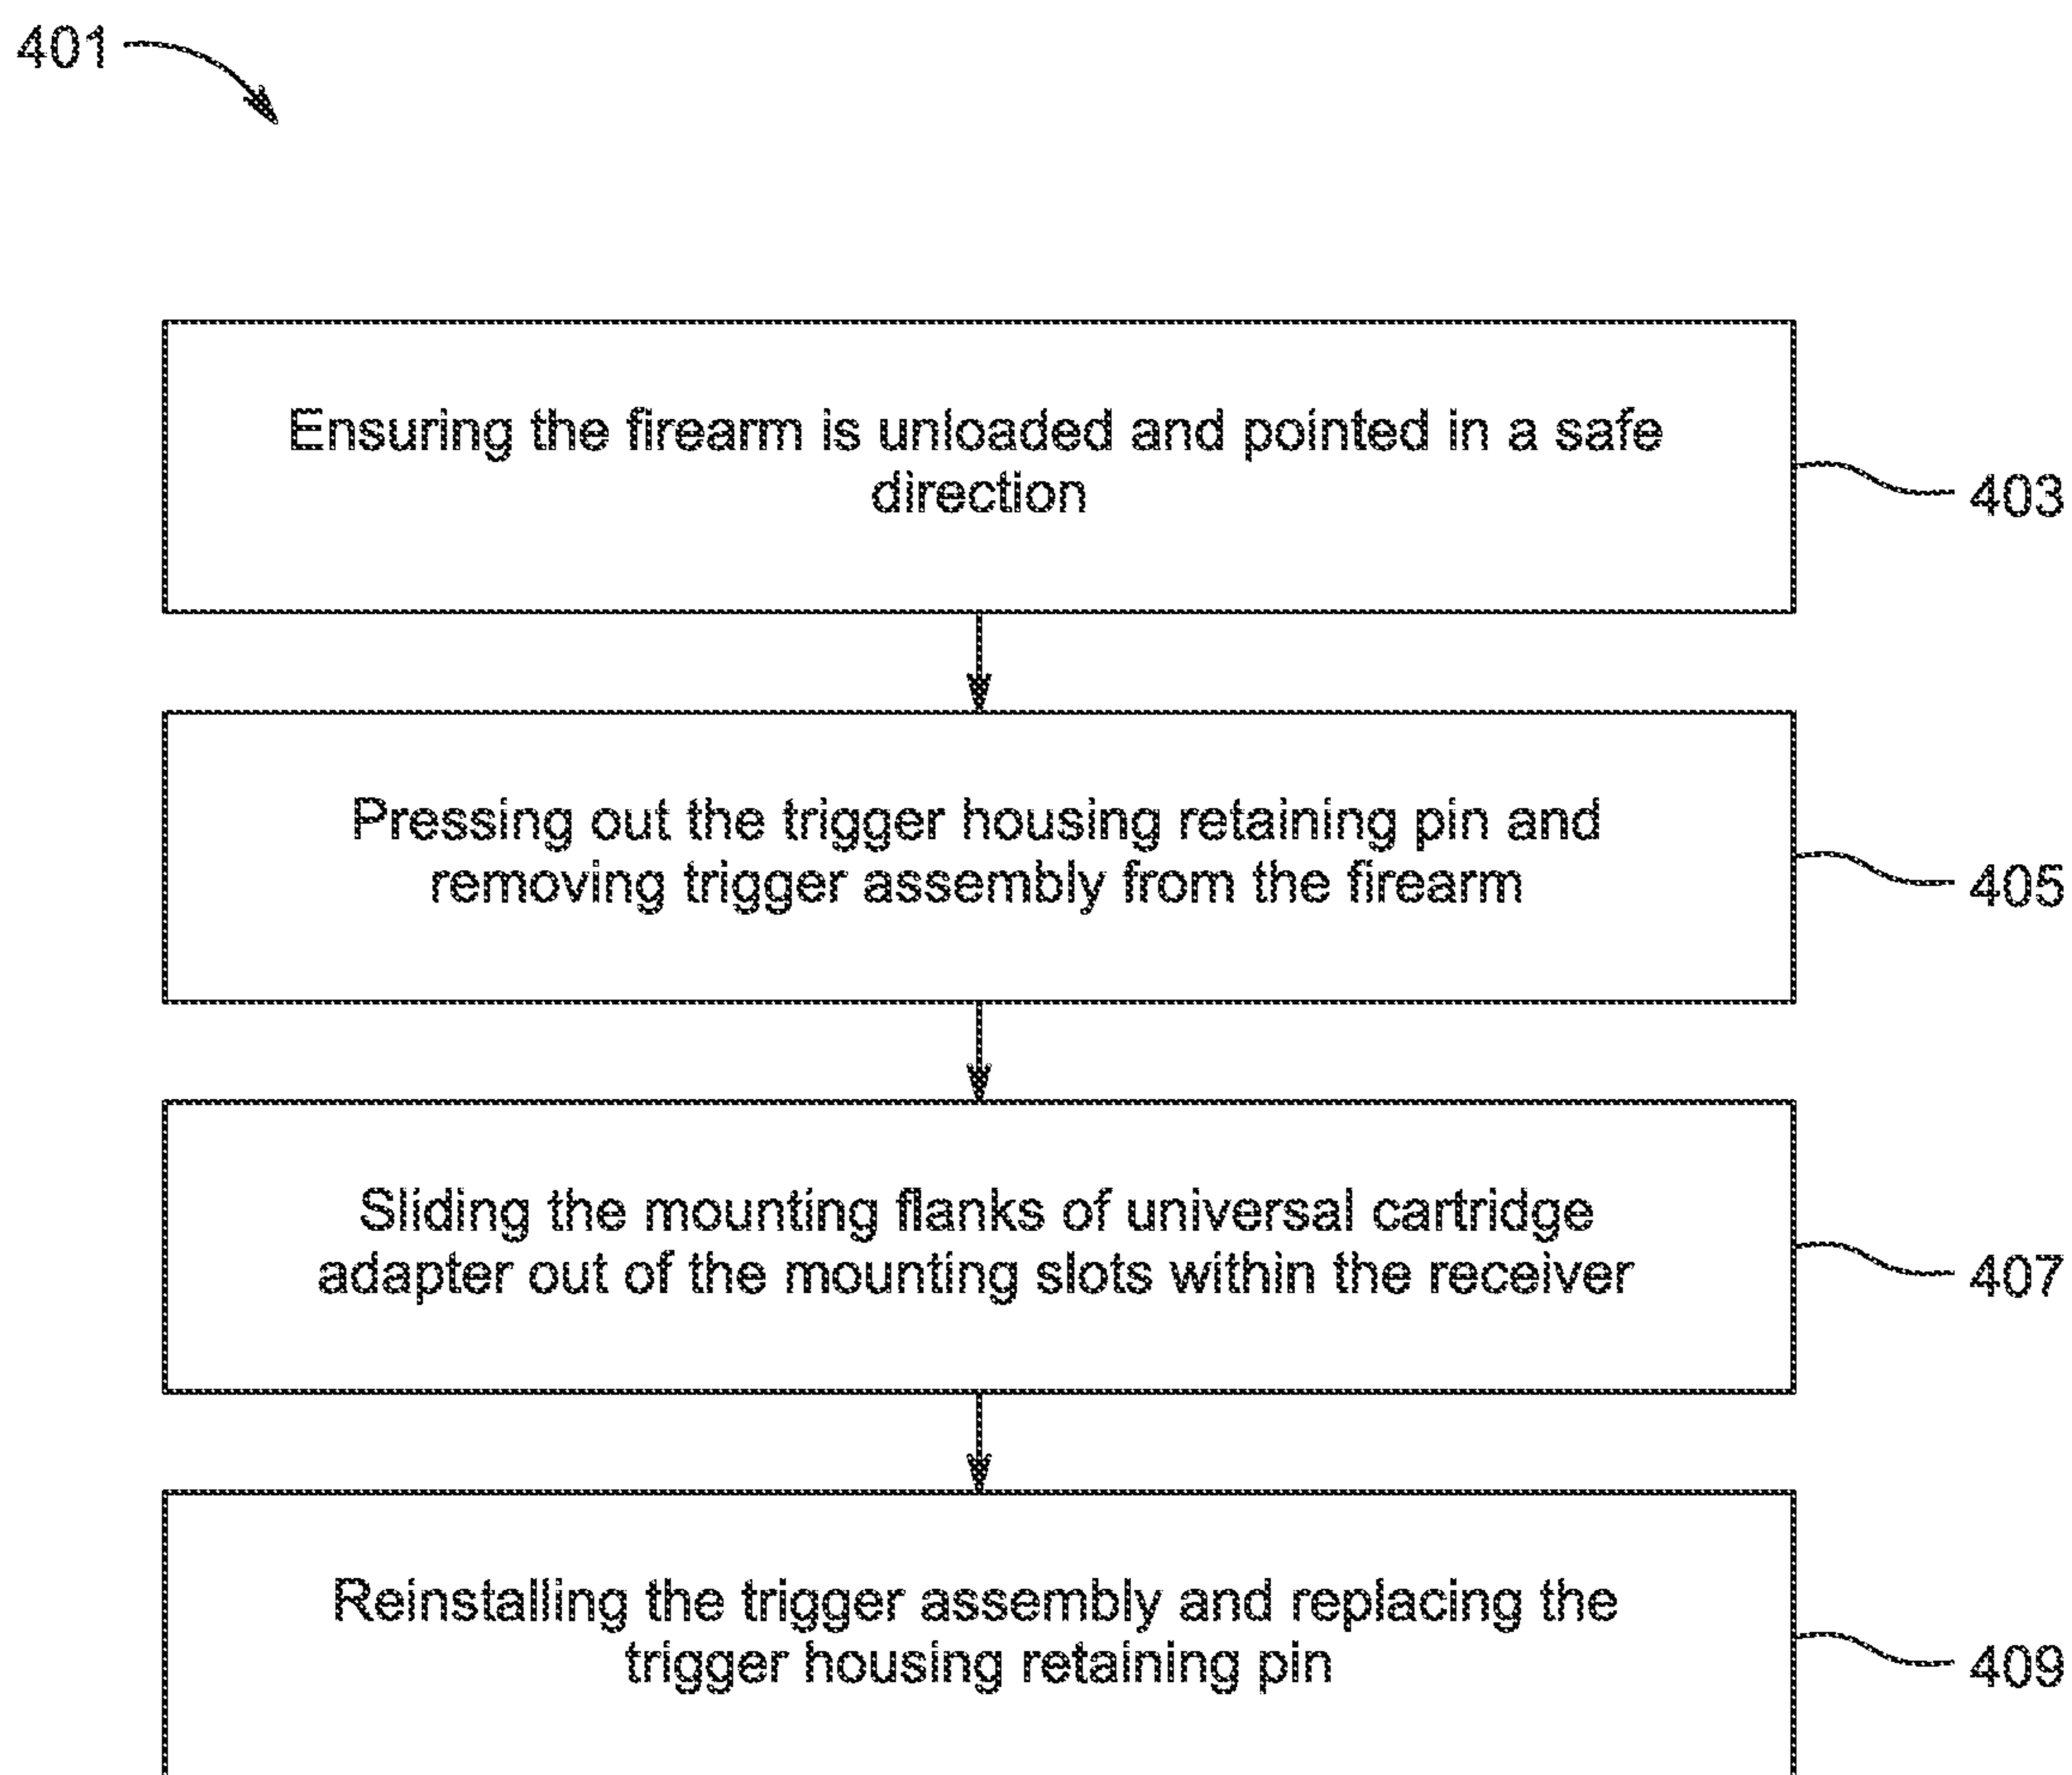 401
Ensuring the firearm is unloaded and pointed in a safe
direction
403
Pressing out the trigger housing retaining pin and
removing trigger assembly from the firearm
405
Sliding the mounting flanks of universal cartridge
adapter out of the mounting slots within the receiver
407
Reinstalling the trigger assembly and replacing the
trigger housing retaining pin
409